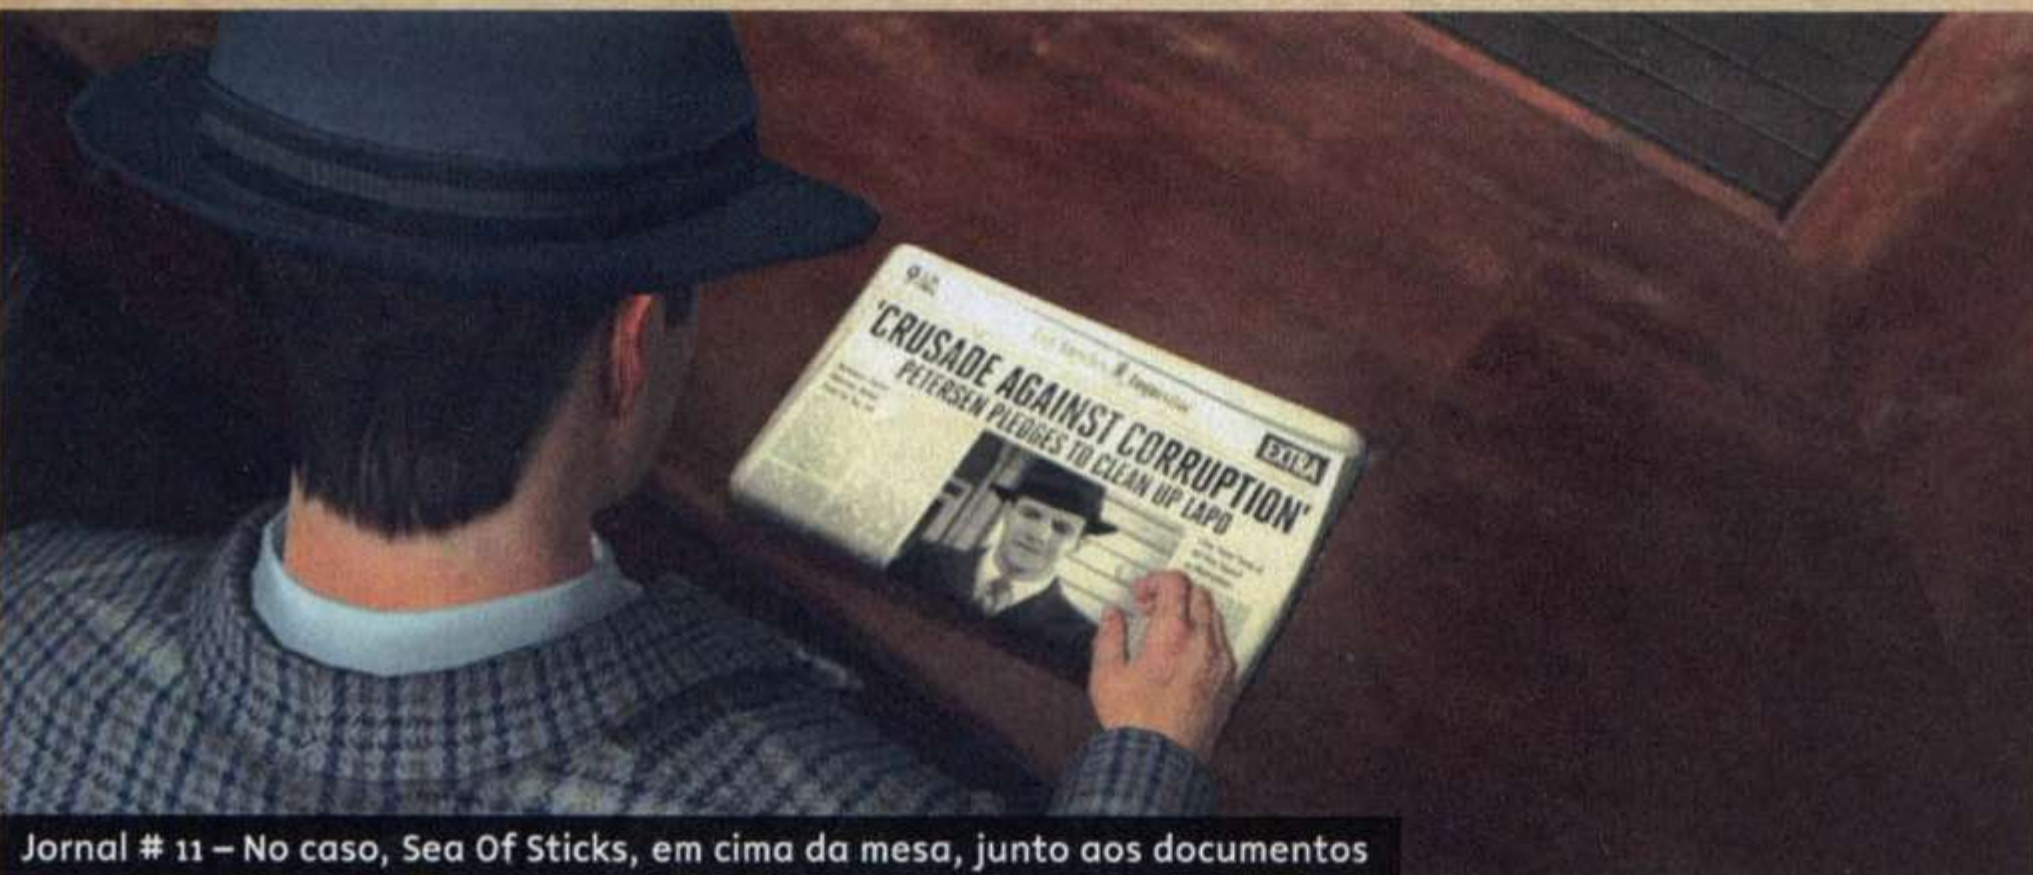 'CRUSADE AGAINST CORRUPTION'
PETERSEN PLEDGES TO CLEAN UP LAPD
EXTRA
Jornal # 11 – No caso, Sea Of Sticks, em cima da mesa, junto aos documentos